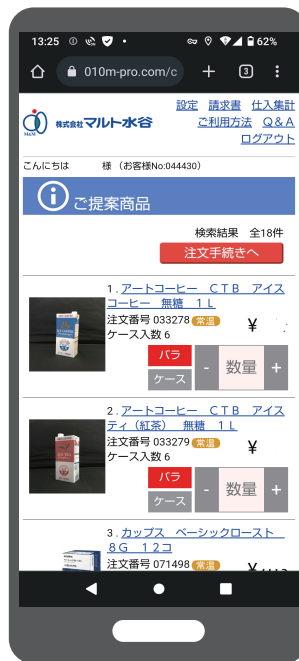 13:25
62%
010m-pro.com/c
3
設定 請求書 仕入集計
株式会社マルト水谷
ご利用方法 Q&A
ログアウト
こんにちは 様 (お客様No:044430)
ご提案商品
検索結果 全18件
注文手続きへ
1.アートコーヒー CTB アイス
コーヒー 無糖 1L
注文番号 033278 常温 ¥
ケース入数 6
バラ
ケース
- 数量 +
2.アートコーヒー CTB アイス
ティ(紅茶) 無糖 1L
注文番号 033279 常温 ¥
ケース入数 6
バラ
ケース
- 数量 +
3.カップス ベーシックロースト
8G 12コ
注文番号 071498 常温